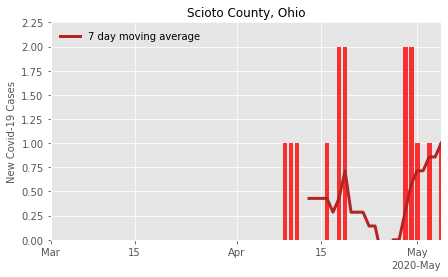 Scioto County, Ohio
7 day moving average
New Covid-19 Cases
2.25
2.00
1.75
1.50
1.25
1.00
0.75
0.50
0.25
0.00
Mar 15 Apr 15 May
2020-May